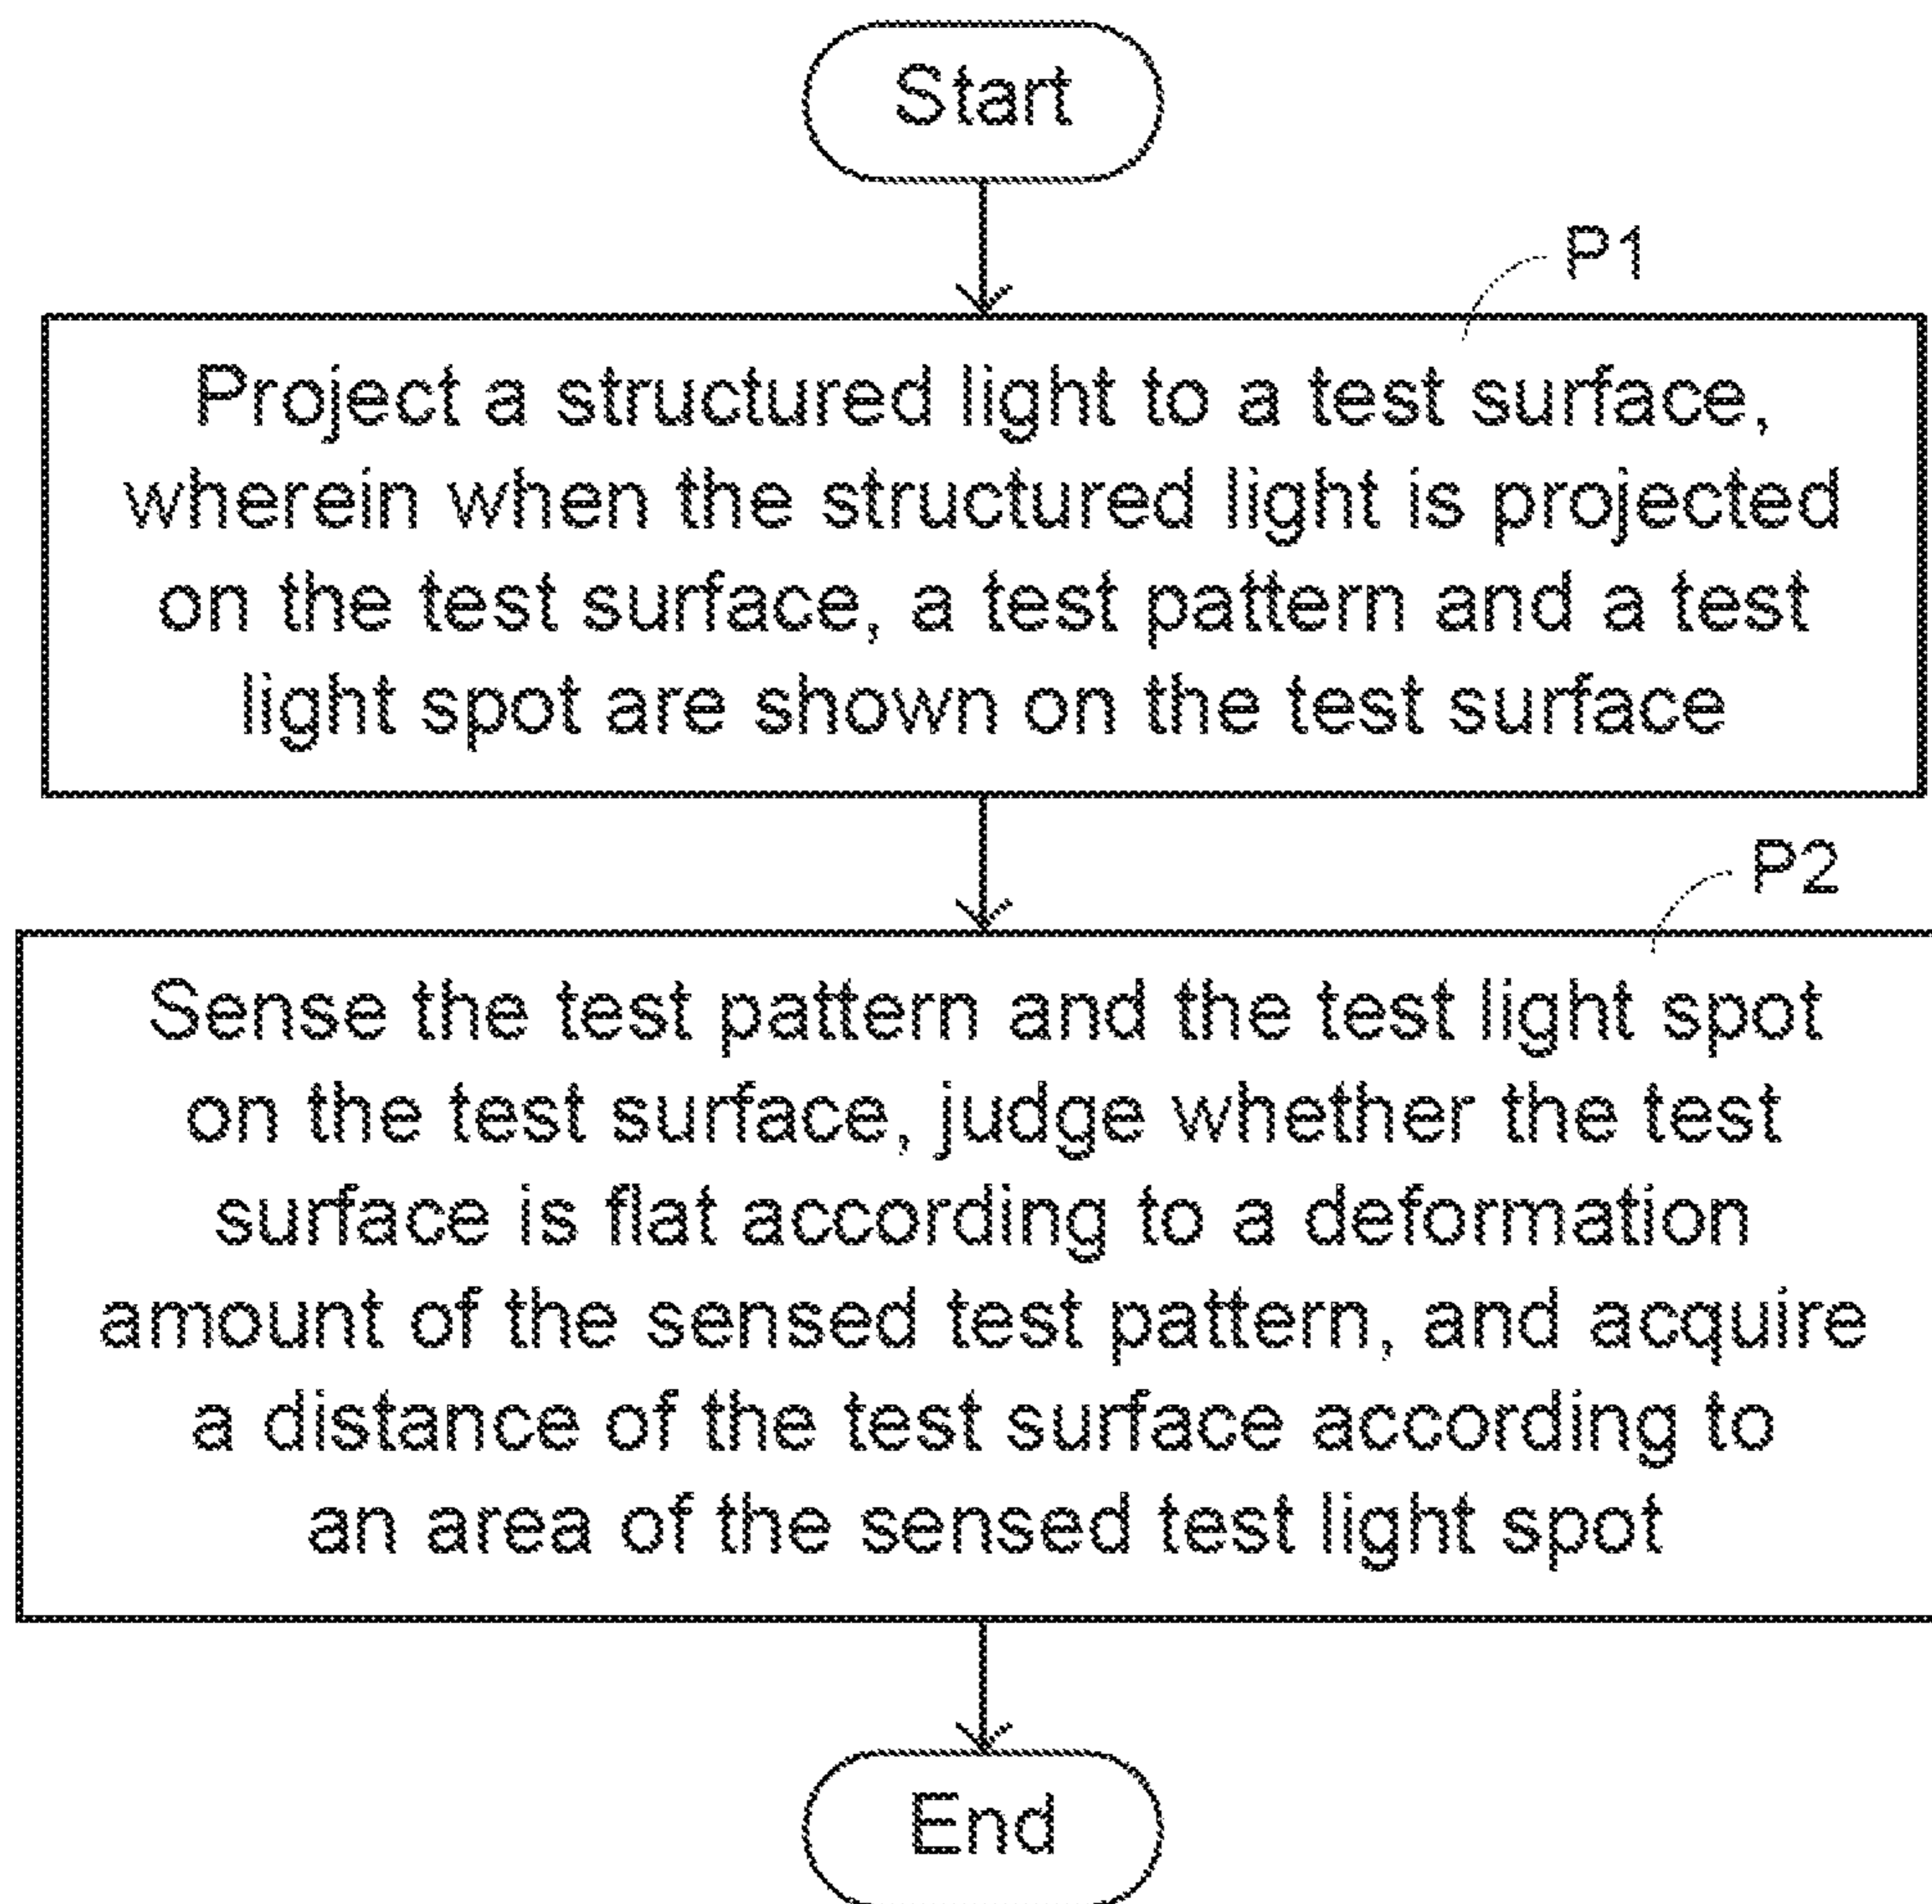 Start
P1
Project a structured light to a test surface,
wherein when the structured light is projected
on the test surface, a test pattern and a test
light spot are shown on the test surface
P2
Sense the test pattern and the test light spot
on the test surface, judge whether the test
surface is flat according to a deformation
amount of the sensed test pattern, and acquire
a distance of the test surface according to
an area of the sensed test light spot
End